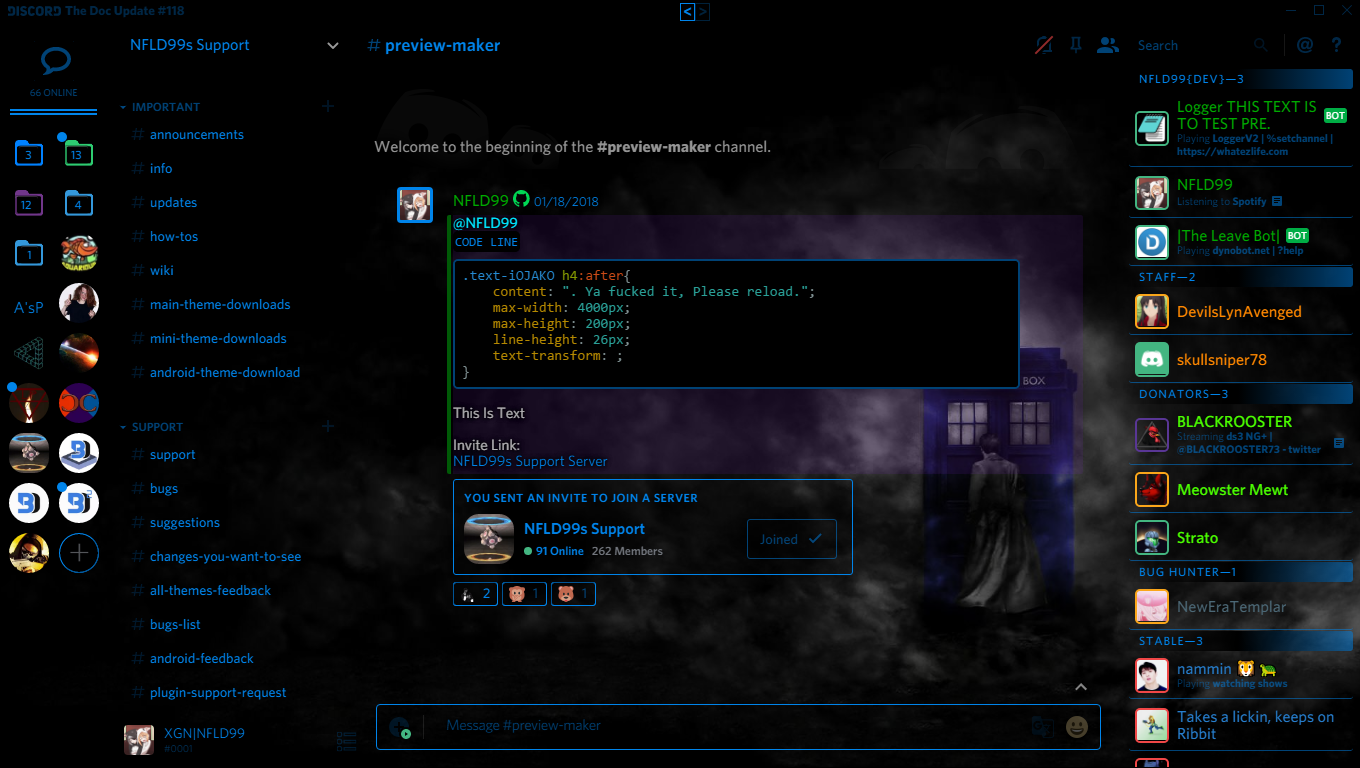 DISCORD The Doc Update #118
< >
66 ONLINE
3
13
12
4
1
A'sP
NFLD99s Support
IMPORTANT
# announcements
# info
# updates
# how-tos
# wiki
# main-theme-downloads
# mini-theme-downloads
# android-theme-download
SUPPORT
# support
# bugs
# suggestions
# changes-you-want-to-see
# all-themes-feedback
# bugs-list
# android-feedback
# plugin-support-request
XGN|NFLD99
#0001
# preview-maker
Search
@ ?
Welcome to the beginning of the #preview-maker channel.
NFLD99 01/18/2018
@NFLD99
CODE LINE
.text-iOJAKO h4:after{
    content: ". Ya fucked it, Please reload.";
    max-width: 4000px;
    max-height: 200px;
    line-height: 26px;
    text-transform: ;
}
BOX
This Is Text
Invite Link:
NFLD99s Support Server
YOU SENT AN INVITE TO JOIN A SERVER
NFLD99s Support
91 Online 262 Members
Joined
2 1 1
Message #preview-maker
NFLD99{DEV}—3
Logger THIS TEXT IS
TO TEST PRE. BOT
Playing LoggerV2 | %setchannel |
https://whatezlife.com
NFLD99
Listening to Spotify
|The Leave Bot| BOT
Playing dynobot.net | ?help
STAFF—2
DevilsLynAvenged
skullsniper78
DONATORS—3
BLACKROOSTER
Streaming ds3 NG+ |
@BLACKROOSTER73 - twitter
Meowster Mewt
Strato
BUG HUNTER—1
NewEraTemplar
STABLE—3
nammin
Playing watching shows
Takes a lickin, keeps on
Ribbit